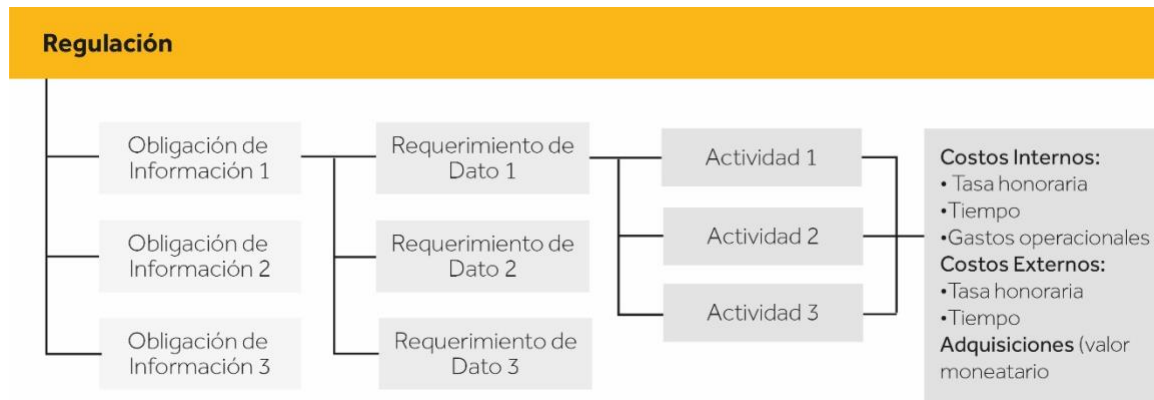 Regulación
Obligación de
Información 1
Obligación de
Información 2
Obligación de
Información 3
Requerimiento de
Dato 1
Requerimiento de
Dato 2
Requerimiento de
Dato 3
Actividad 1
Actividad 2
Actividad 3
Costos Internos:
• Tasa honoraria
•Tiempo
•Gastos operacionales
Costos Externos:
•Tasa honoraria
•Tiempo
Adquisiciones (valor
moneatario